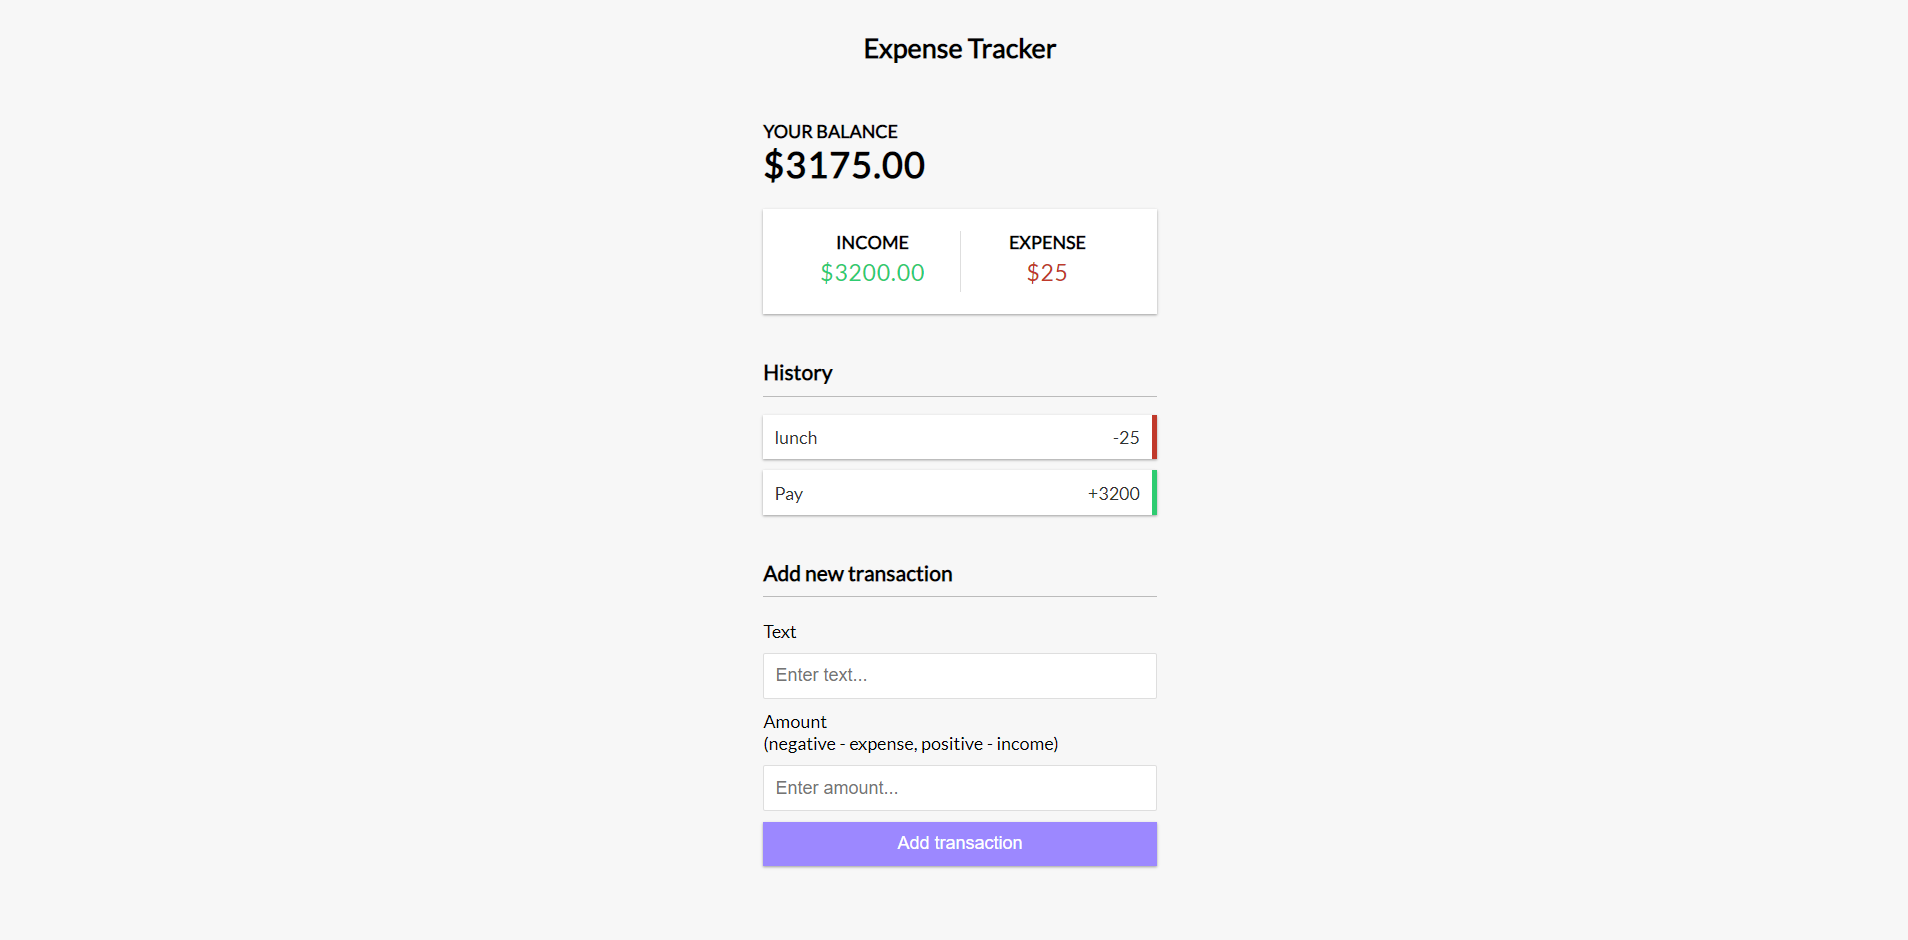 Expense Tracker
YOUR BALANCE
$3175.00
INCOME
$3200.00
EXPENSE
$25
History
lunch -25
Pay +3200
Add new transaction
Text
Enter text...
Amount
(negative - expense, positive - income)
Enter amount...
Add transaction